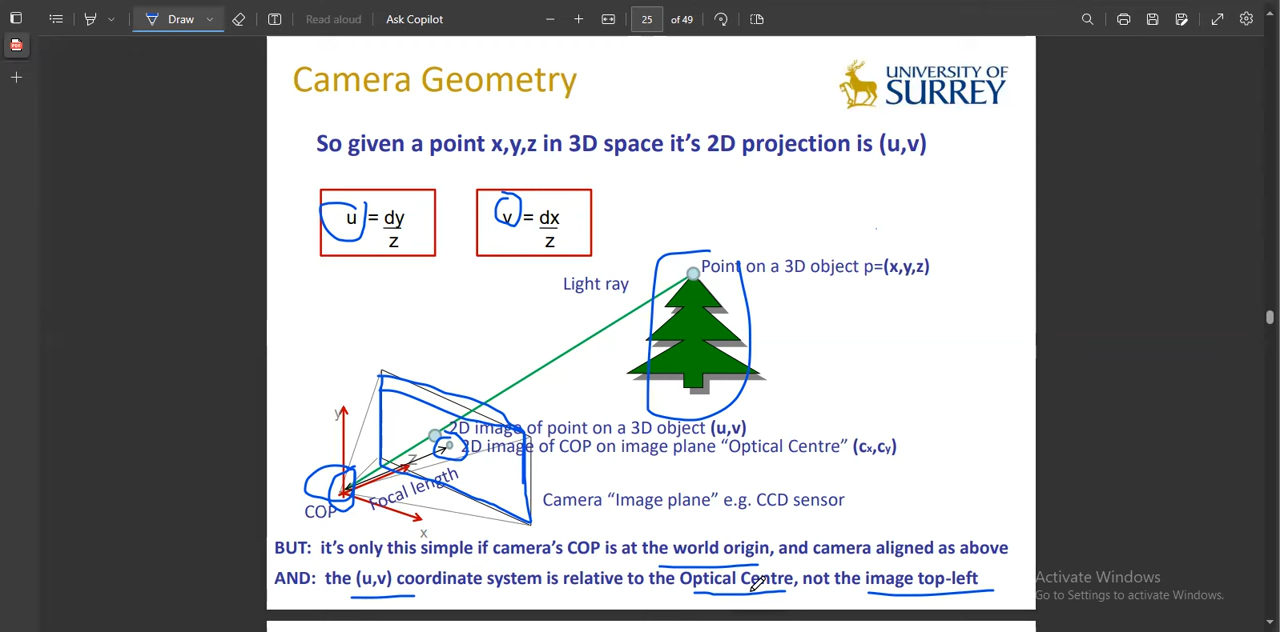 Draw
Read aloud
Ask Copilot
25 of 49
Camera Geometry
UNIVERSITY OF
SURREY
So given a point x,y,z in 3D space it's 2D projection is (u,v)
u = dy
z
v = dx
z
Point on a 3D object p=(x,y,z)
Light ray
y
2D image of point on a 3D object (u,v)
2D image of COP on image plane "Optical Centre" (cx,cy)
z
Focal length
Camera "Image plane" e.g. CCD sensor
COP
x
BUT: it's only this simple if camera's COP is at the world origin, and camera aligned as above
AND: the (u,v) coordinate system is relative to the Optical Centre, not the image top-left
Activate Windows
Go to Settings to activate Windows.